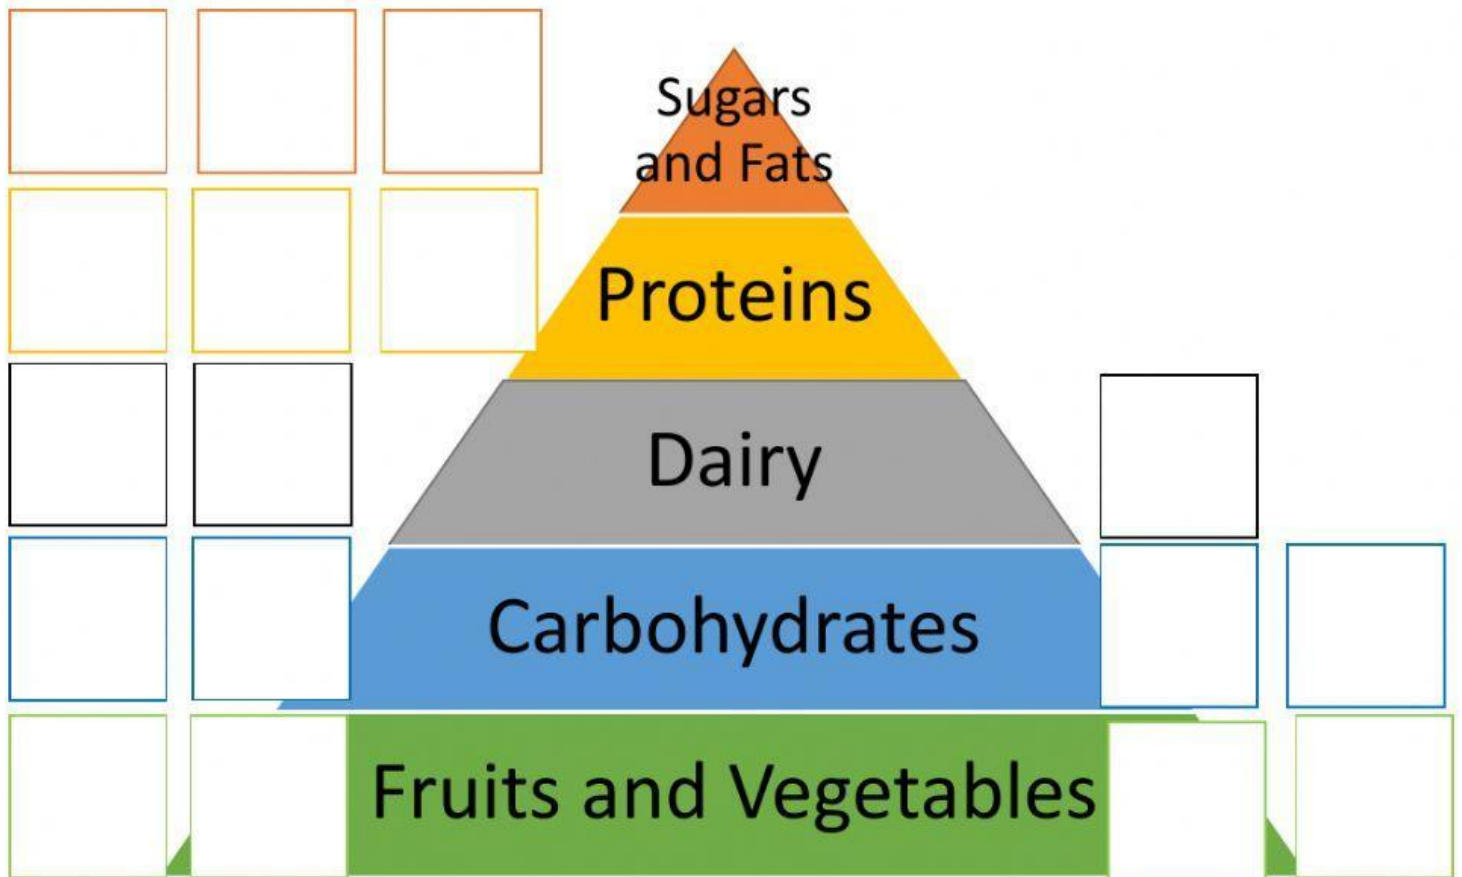 Sugars
and Fats
Proteins
Dairy
Carbohydrates
Fruits and Vegetables